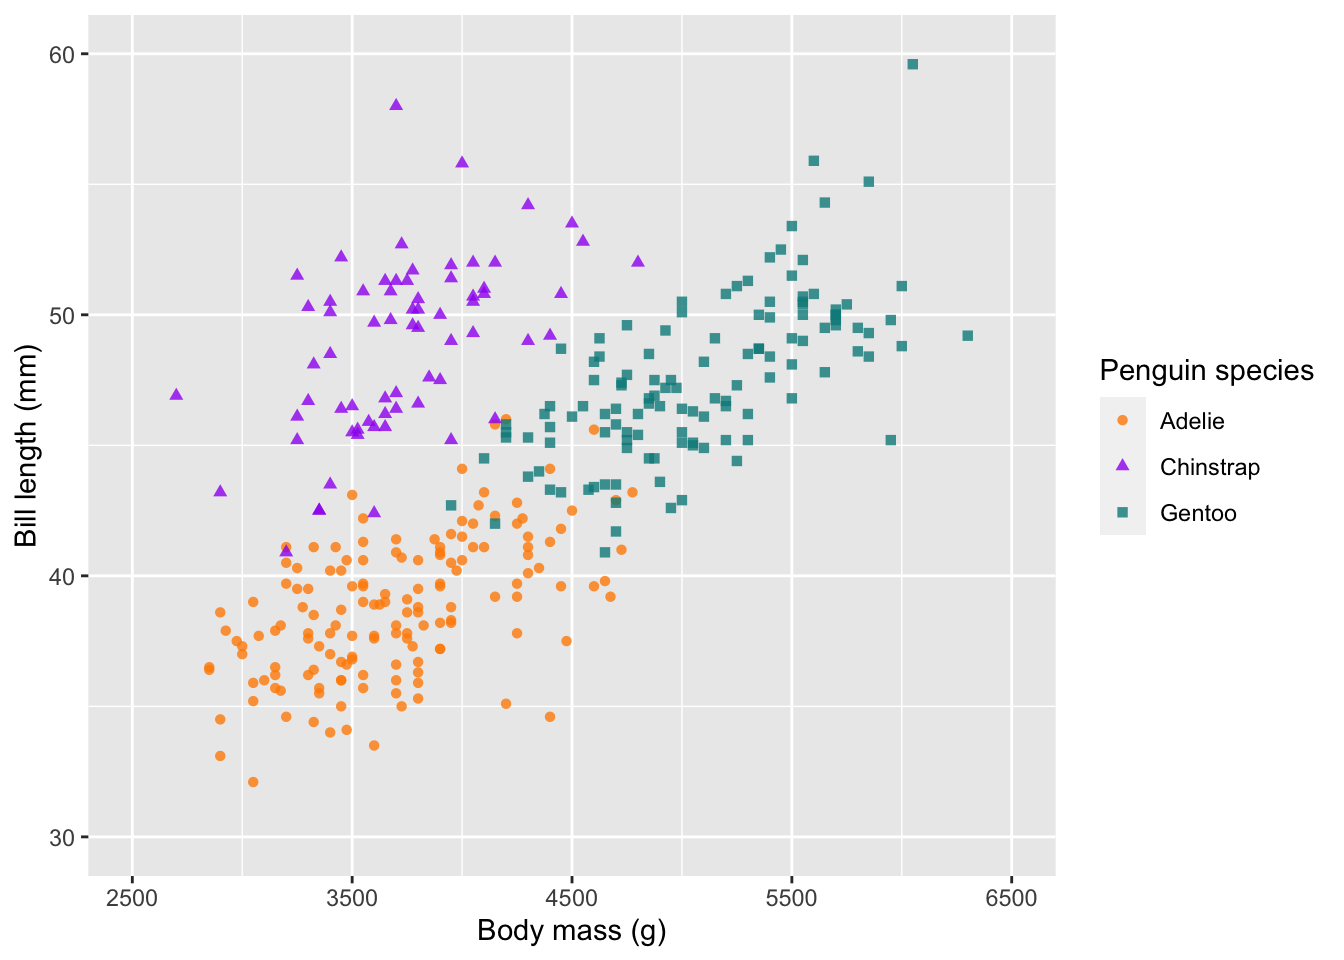 60
50
40
30
Bill length (mm)
2500 3500 4500 5500 6500
Body mass (g)
Penguin species
Adelie
Chinstrap
Gentoo